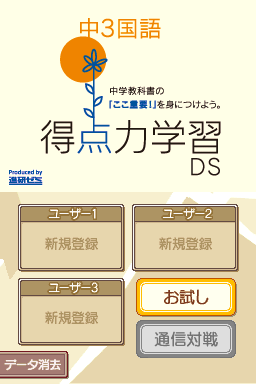 中3国語
中学教科書の
「ここ重要!」を身につけよう。
得点力学習
DS
Produced by
進研ゼミ
ユーザー1
新規登録
ユーザー2
新規登録
ユーザー3
新規登録
お試し
通信対戦
データ消去